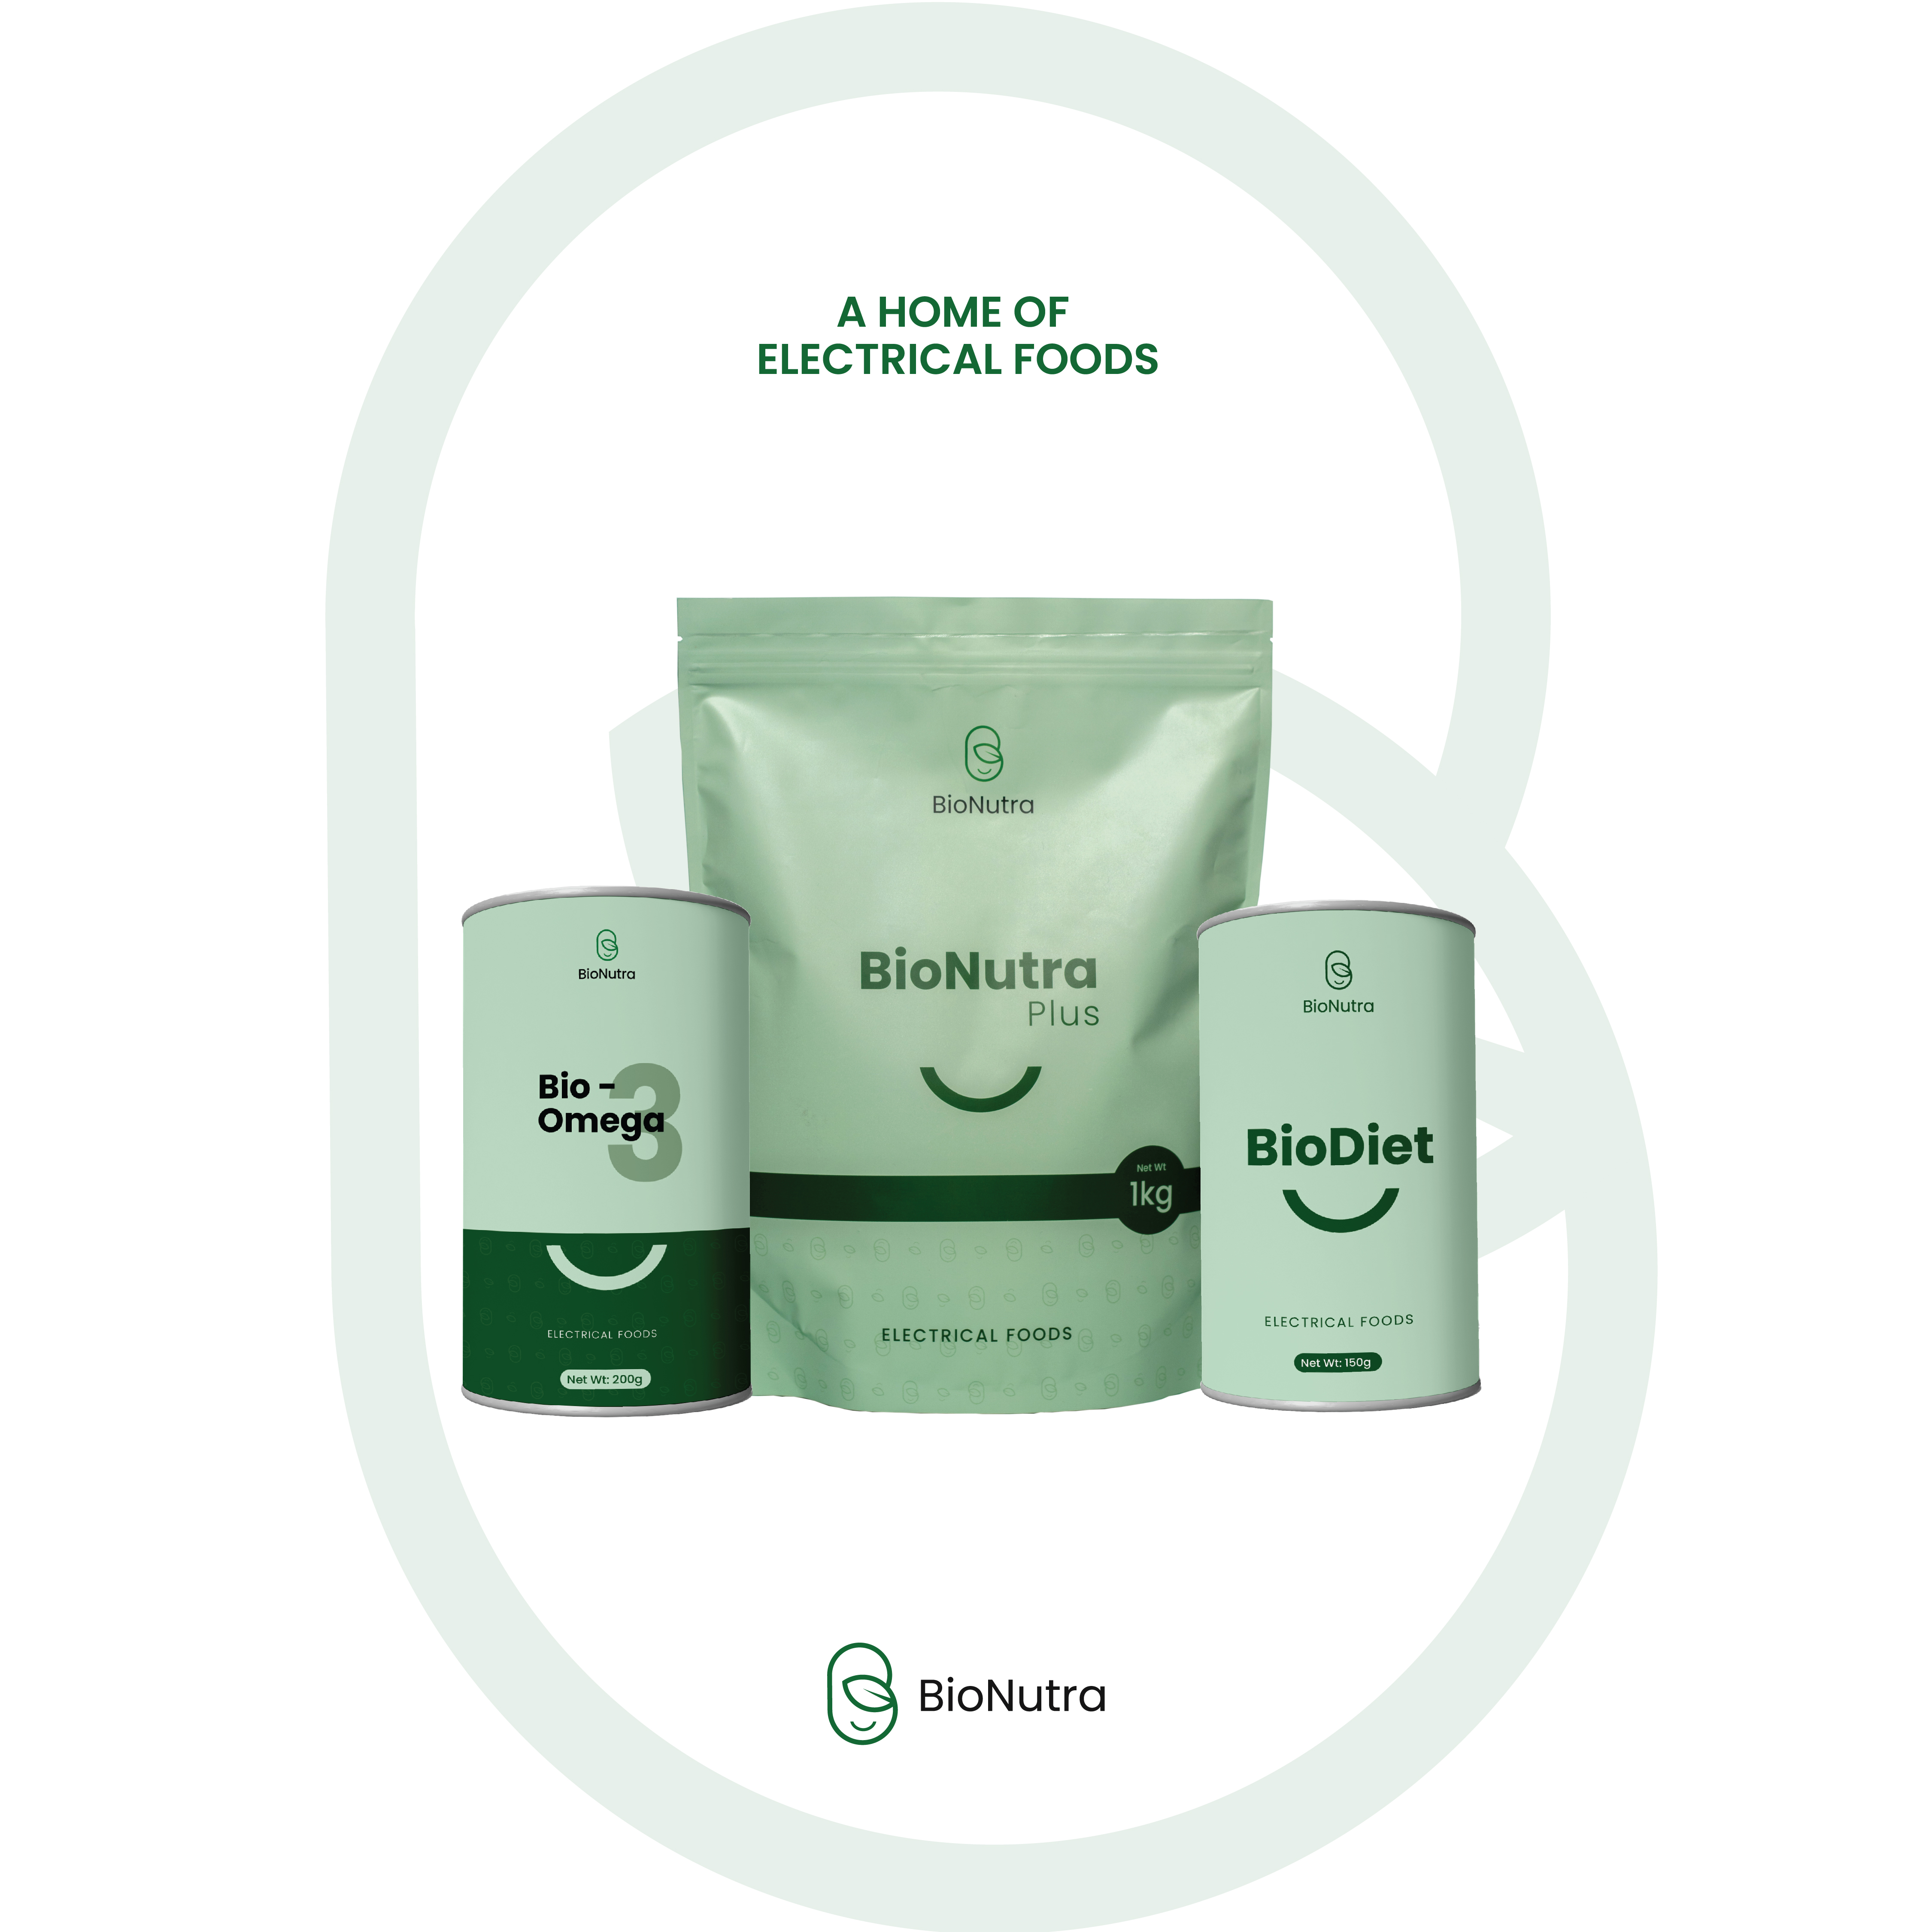 A HOME OF
ELECTRICAL FOODS
BioNutra
BioNutra
Plus
Net Wt
1kg
ELECTRICAL FOODS
BioNutra
Bio -
Omega
3
ELECTRICAL FOODS
Net Wt: 200g
BioNutra
BioDiet
ELECTRICAL FOODS
Net Wt: 150g
BioNutra